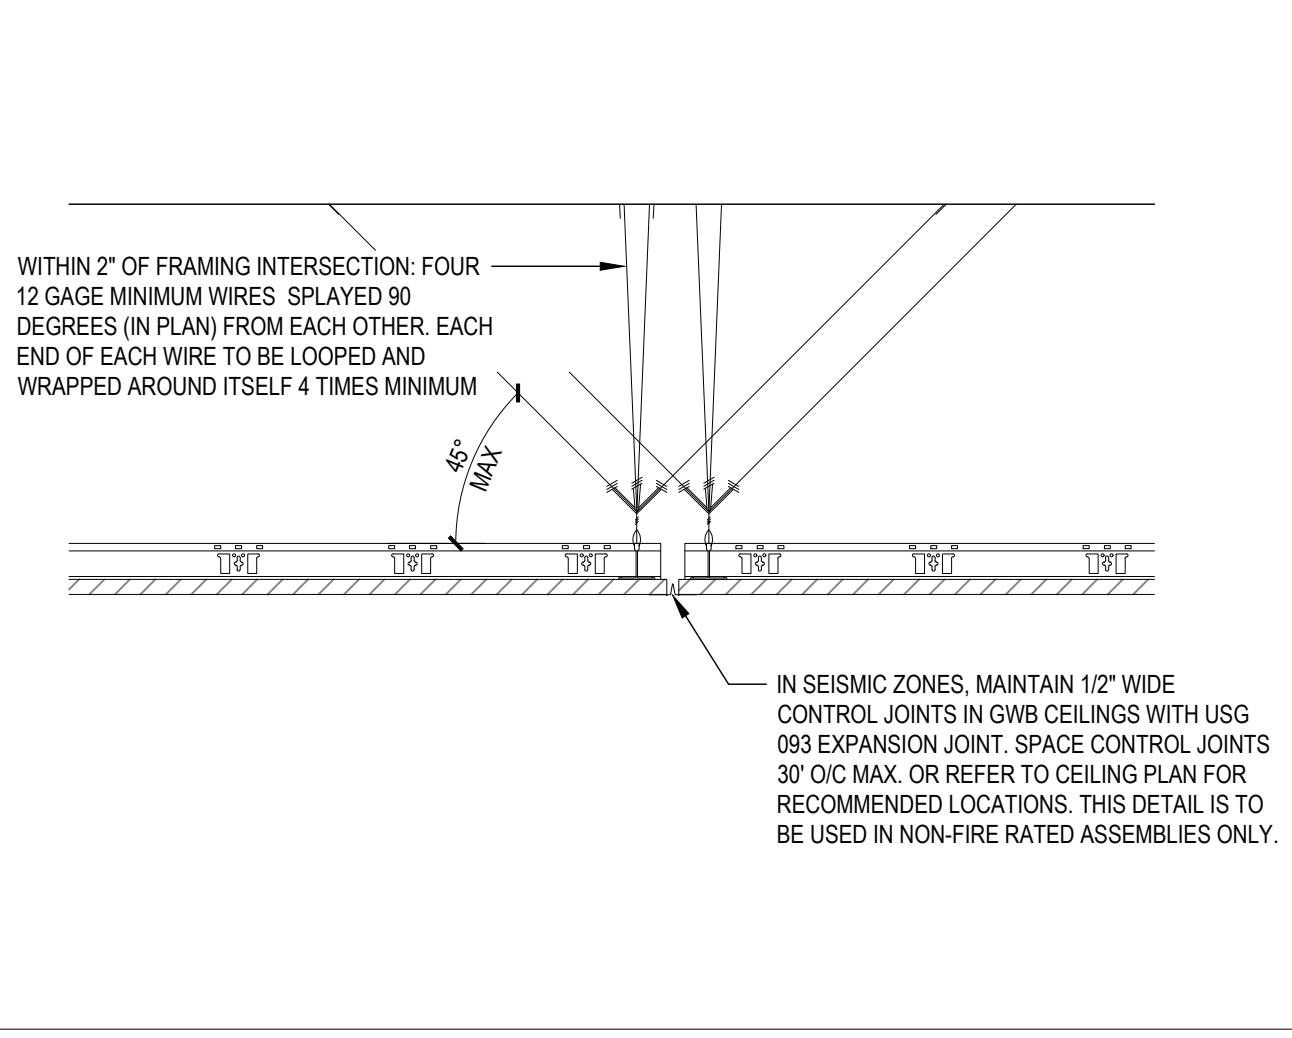 WITHIN 2" OF FRAMING INTERSECTION: FOUR
12 GAGE MINIMUM WIRES  SPLAYED 90
DEGREES (IN PLAN) FROM EACH OTHER. EACH
END OF EACH WIRE TO BE LOOPED AND
WRAPPED AROUND ITSELF 4 TIMES MINIMUM
45°
MAX
IN SEISMIC ZONES, MAINTAIN 1/2" WIDE
CONTROL JOINTS IN GWB CEILINGS WITH USG
093 EXPANSION JOINT. SPACE CONTROL JOINTS
30' O/C MAX. OR REFER TO CEILING PLAN FOR
RECOMMENDED LOCATIONS. THIS DETAIL IS TO
BE USED IN NON-FIRE RATED ASSEMBLIES ONLY.